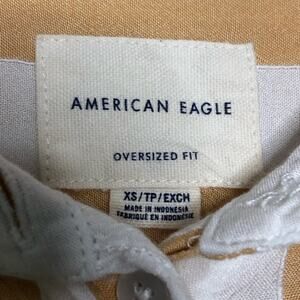 AMERICAN EAGLE
OVERSIZED FIT
XS/TP/EXCH
MADE IN INDONESIA
FABRIQUÉ EN INDONÉSIE